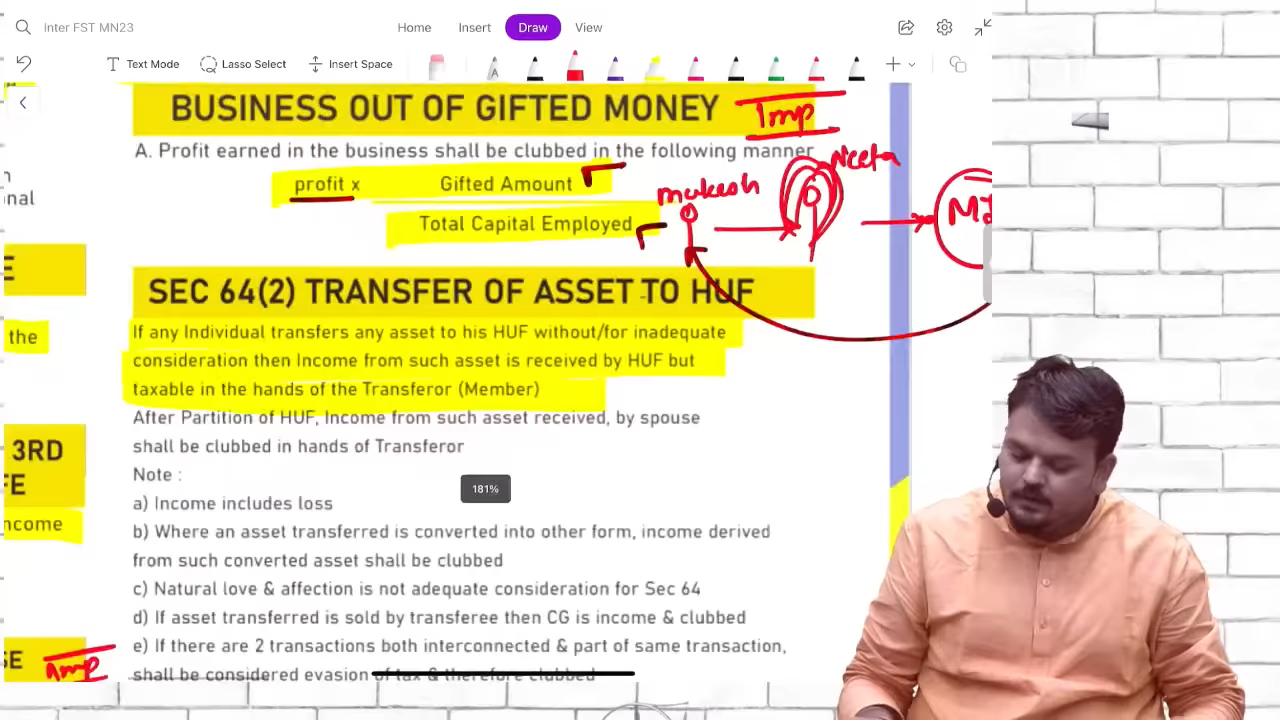 Inter FST MN23
Home Insert Draw View
Text Mode Lasso Select Insert Space
BUSINESS OUT OF GIFTED MONEY Imp
A. Profit earned in the business shall be clubbed in the following manner
profit x Gifted Amount
Total Capital Employed
mukesh
Neeta
MI
SEC 64(2) TRANSFER OF ASSET TO HUF
If any Individual transfers any asset to his HUF without/for inadequate
consideration then Income from such asset is received by HUF but
taxable in the hands of the Transferor (Member)
After Partition of HUF, Income from such asset received, by spouse
shall be clubbed in hands of Transferor
Note :
181%
a) Income includes loss
b) Where an asset transferred is converted into other form, income derived
from such converted asset shall be clubbed
c) Natural love & affection is not adequate consideration for Sec 64
d) If asset transferred is sold by transferee then CG is income & clubbed
e) If there are 2 transactions both interconnected & part of same transaction,
shall be considered evasion of tax & therefore clubbed
nal
E
the
3RD
FE
ncome
SE Imp